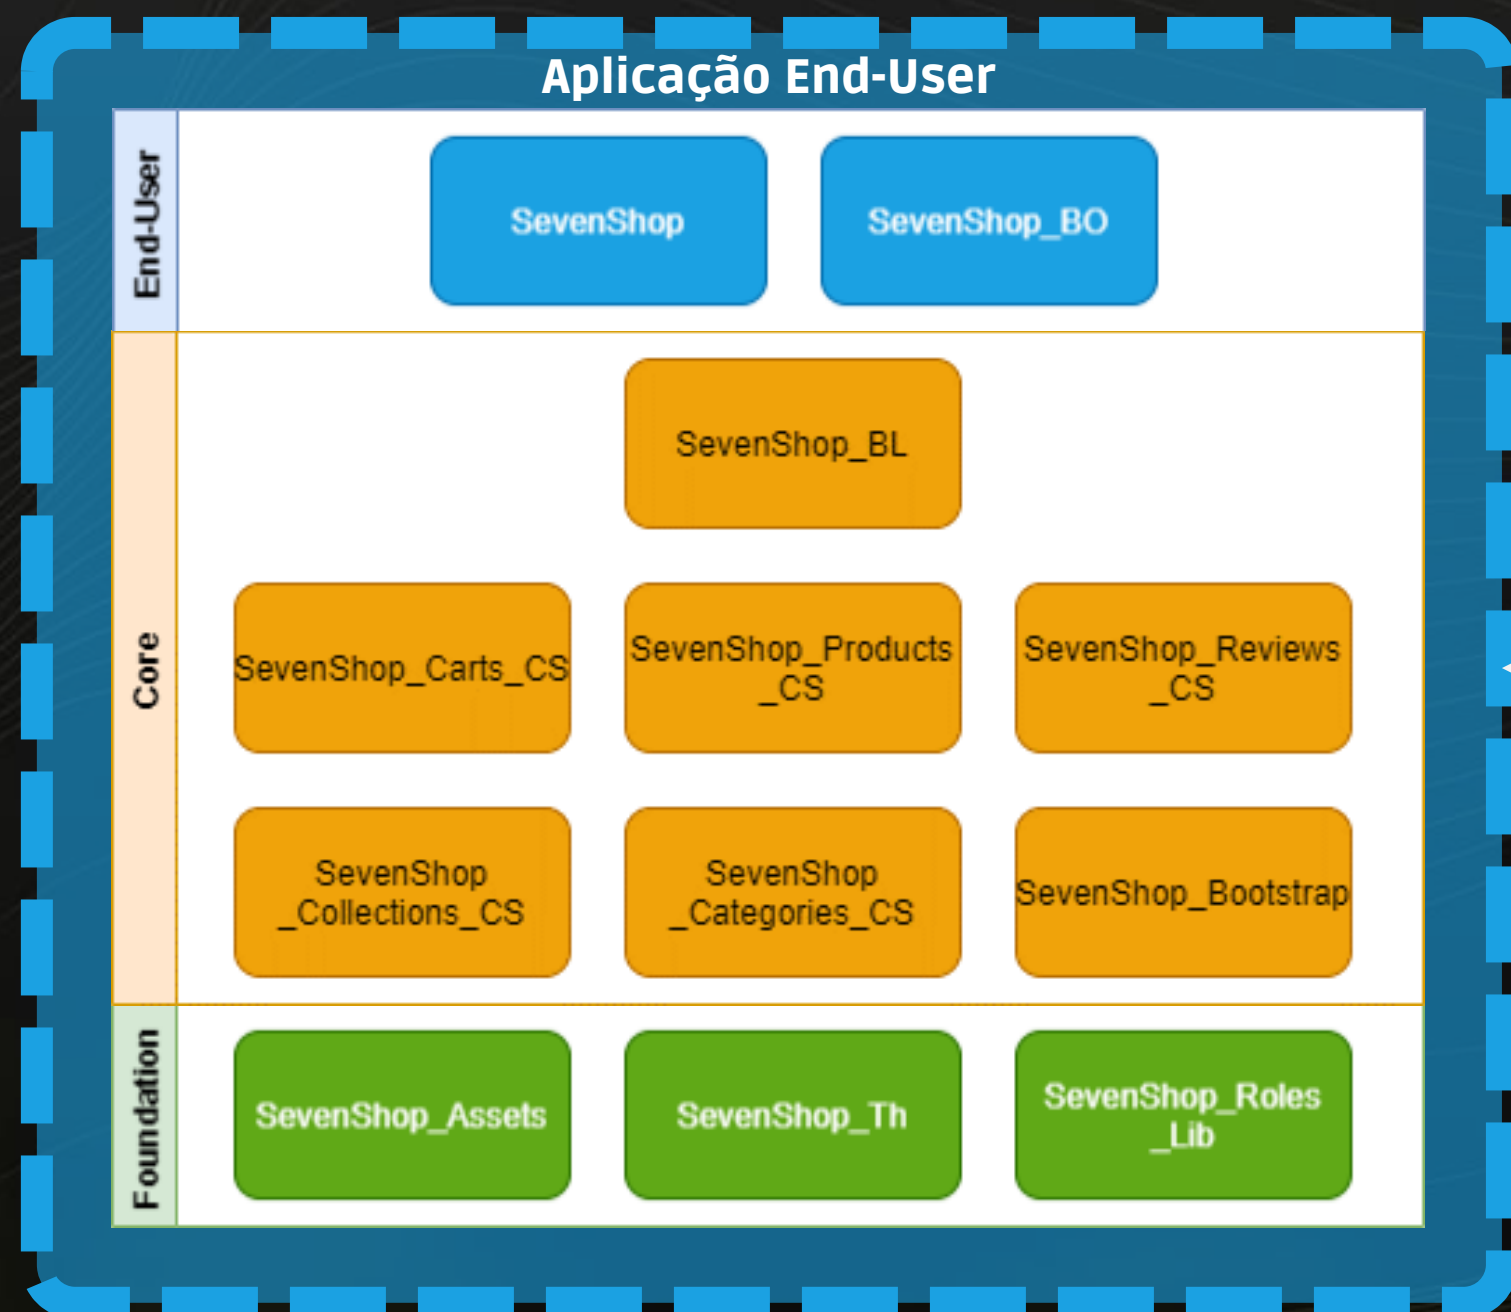 Aplicação End-User
End-User
SevenShop
SevenShop_BO
Core
SevenShop_BL
SevenShop_Carts_CS
SevenShop_Products
_CS
SevenShop_Reviews
_CS
SevenShop
_Collections_CS
SevenShop
_Categories_CS
SevenShop_Bootstrap
Foundation
SevenShop_Assets
SevenShop_Th
SevenShop_Roles
_Lib